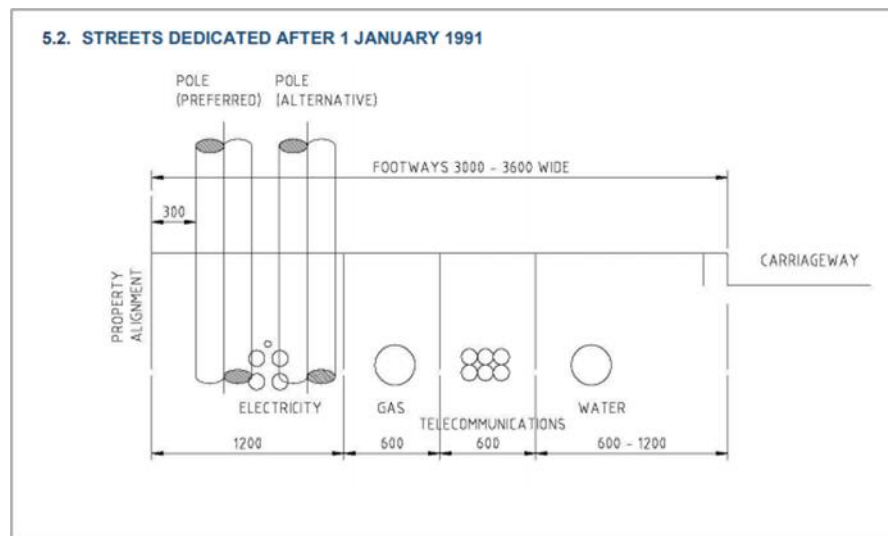 5.2. STREETS DEDICATED AFTER 1 JANUARY 1991
POLE
(PREFERRED)
POLE
(ALTERNATIVE)
FOOTWAYS 3000 - 3600 WIDE
300
CARRIAGEWAY
PROPERTY
ALIGNMENT
ELECTRICITY
GAS
WATER
TELECOMMUNICATIONS
1200
600
600
600 - 1200